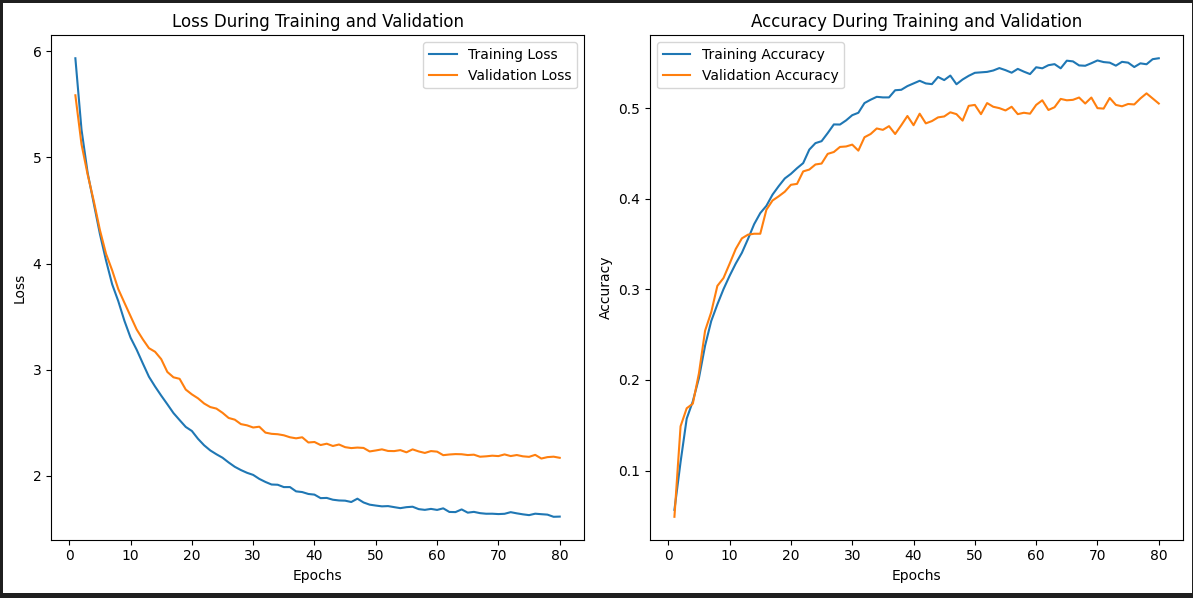 Loss During Training and Validation
6
5
4
3
2
Loss
0 10 20 30 40 50 60 70 80
Epochs
Training Loss
Validation Loss
Accuracy During Training and Validation
0.5
0.4
0.3
0.2
0.1
Accuracy
0 10 20 30 40 50 60 70 80
Epochs
Training Accuracy
Validation Accuracy